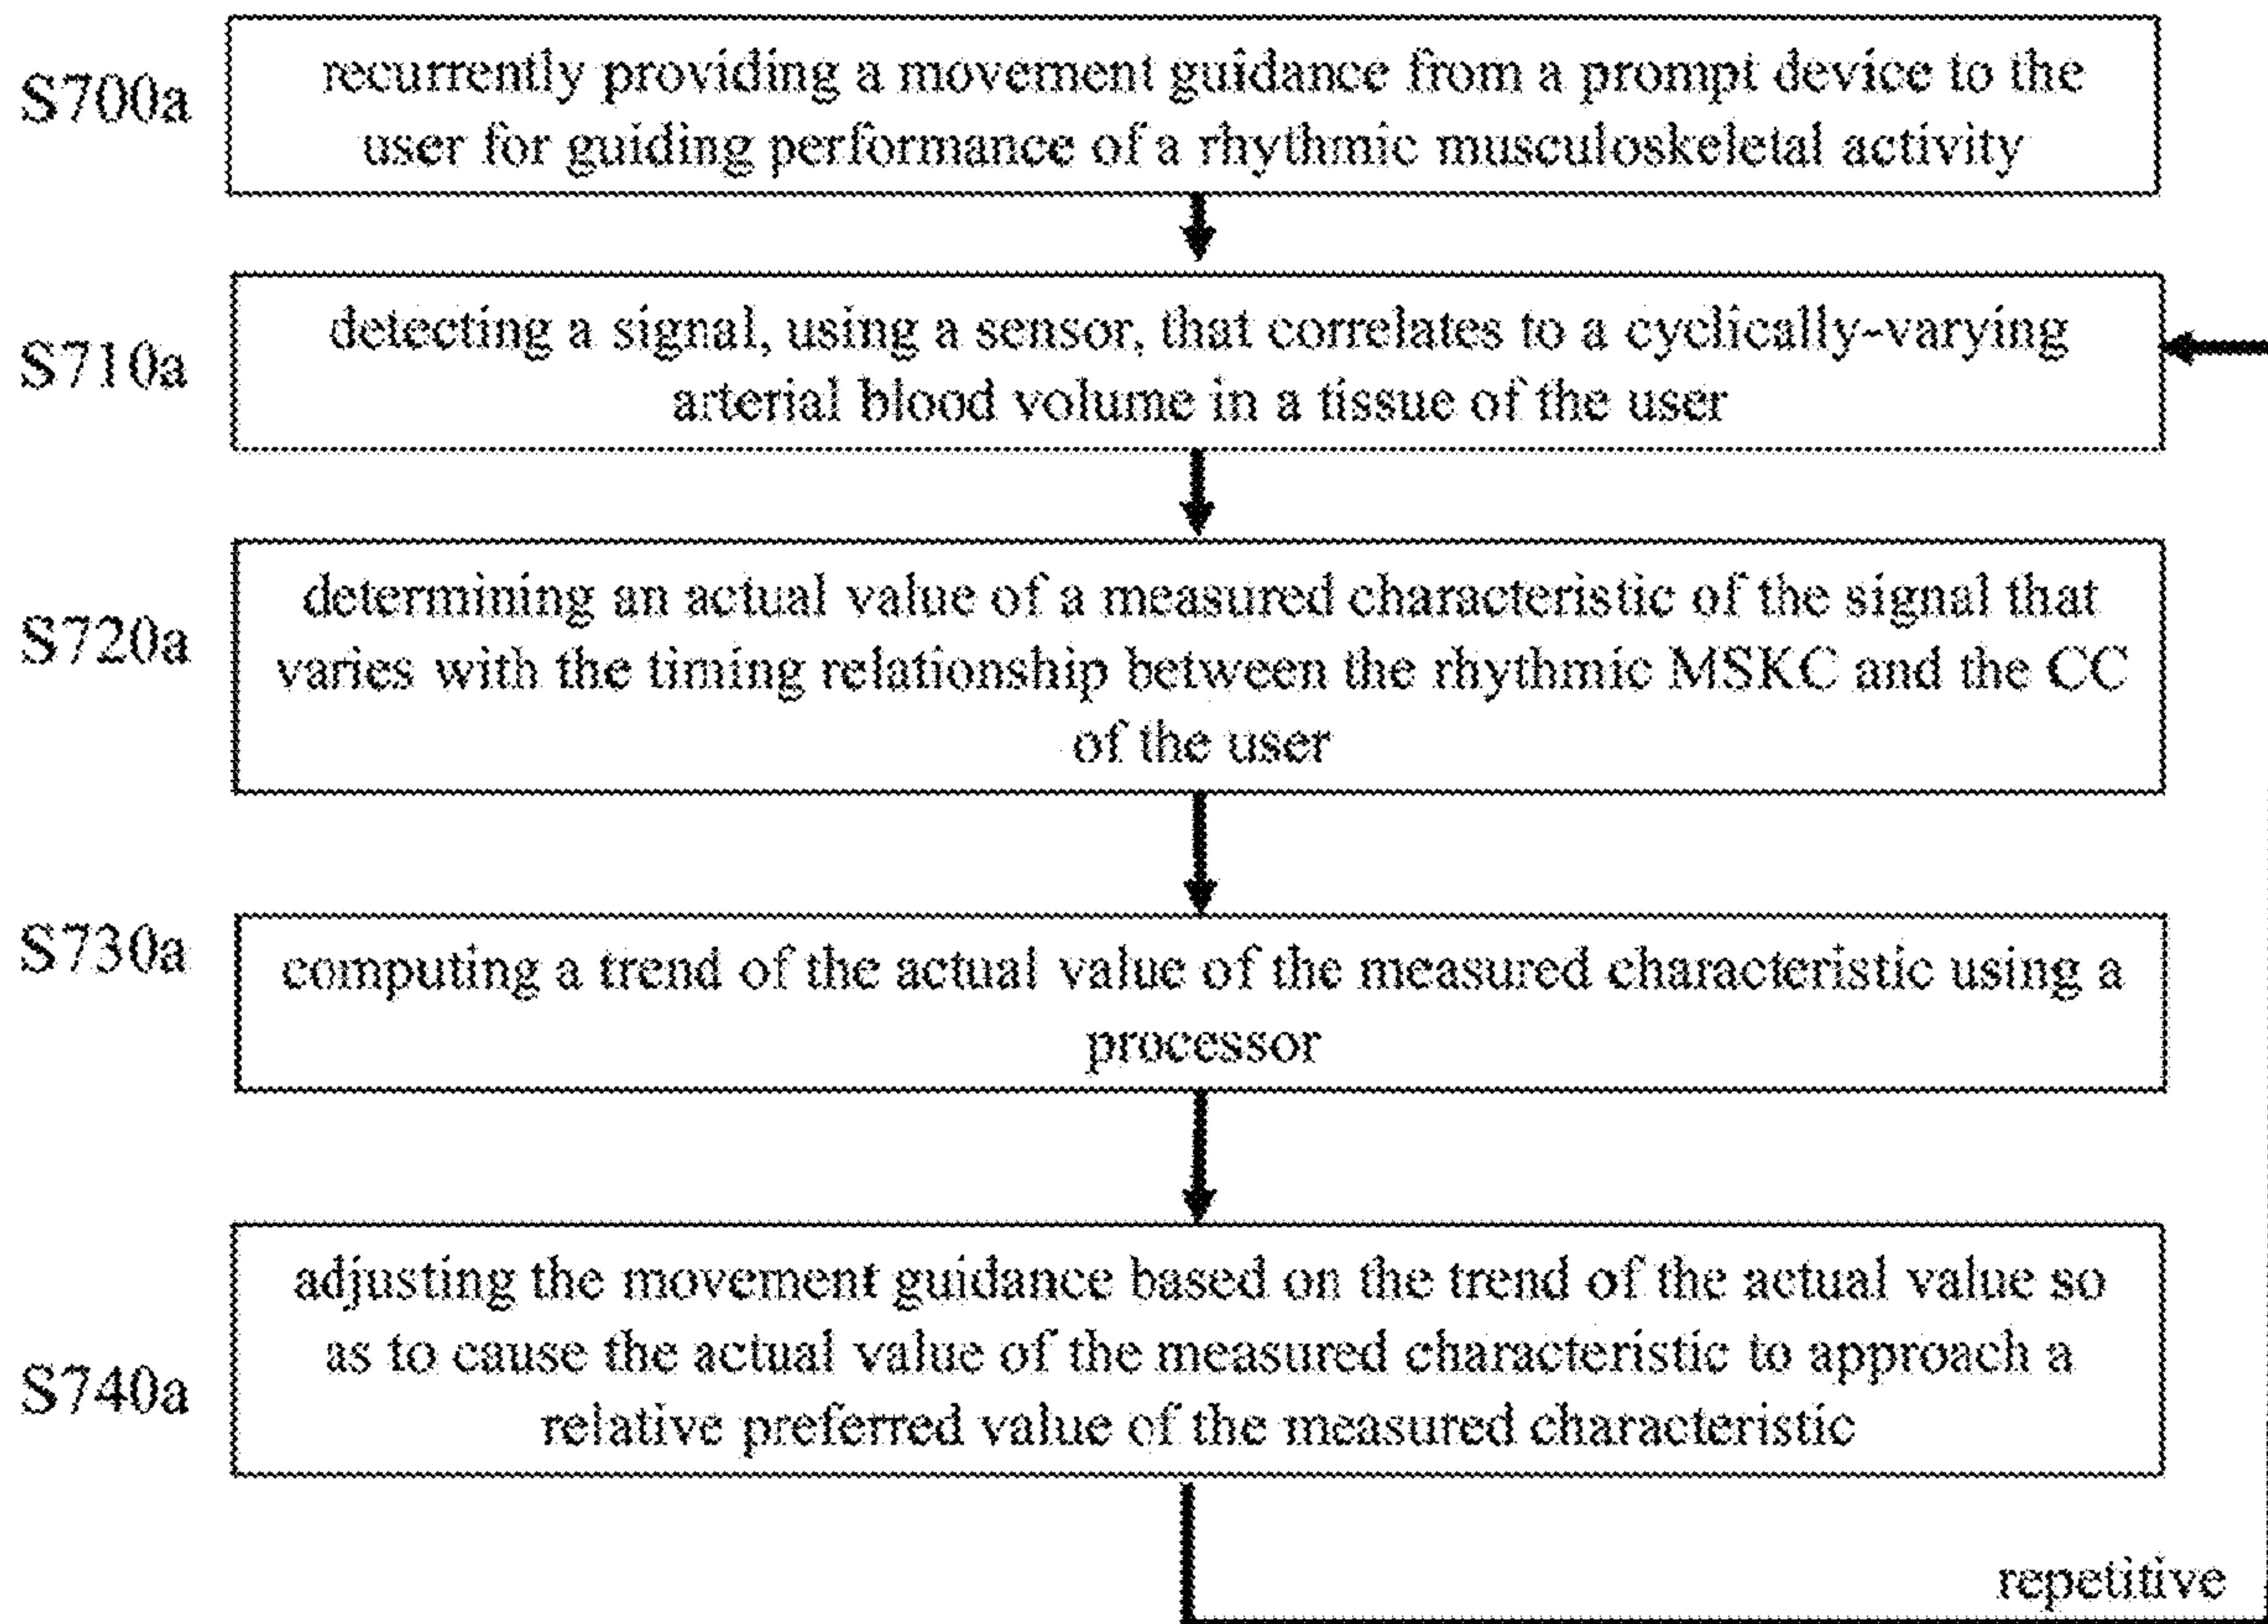 S700a
recurrently providing a movement guidance from a prompt device to the
user for guiding performance of a rhythmic musculoskeletal activity
S710a
detecting a signal, using a sensor, that correlates to a cyclically-varying
arterial blood volume in a tissue of the user
S720a
determining an actual value of a measured characteristic of the signal that
varies with the timing relationship between the rhythmic MSKC and the CC
of the user
S730a
computing a trend of the actual value of the measured characteristic using a
processor
S740a
adjusting the movement guidance based on the trend of the actual value so
as to cause the actual value of the measured characteristic to approach a
relative preferred value of the measured characteristic
repetitive